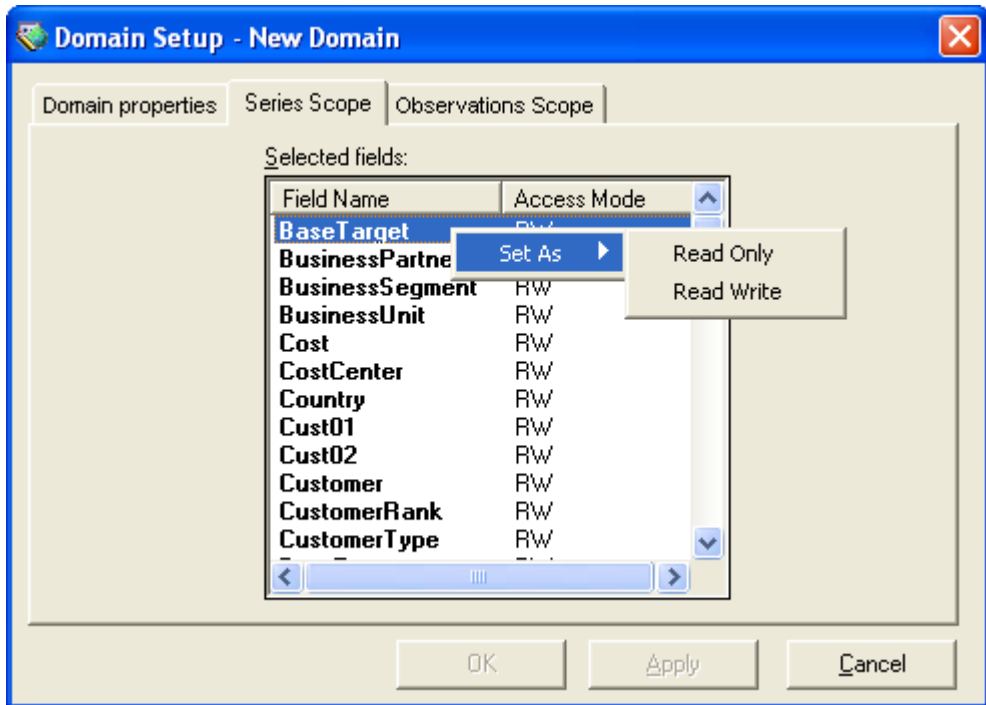 Domain Setup - New Domain
Domain properties Series Scope Observations Scope
Selected fields:
Field Name Access Mode
BaseTarget RW
Set As Read Only
BusinessPartne
Read Write
BusinessSegment RW
BusinessUnit RW
Cost RW
CostCenter RW
Country RW
Cust01 RW
Cust02 RW
Customer RW
CustomerRank RW
CustomerType RW
OK Apply Cancel